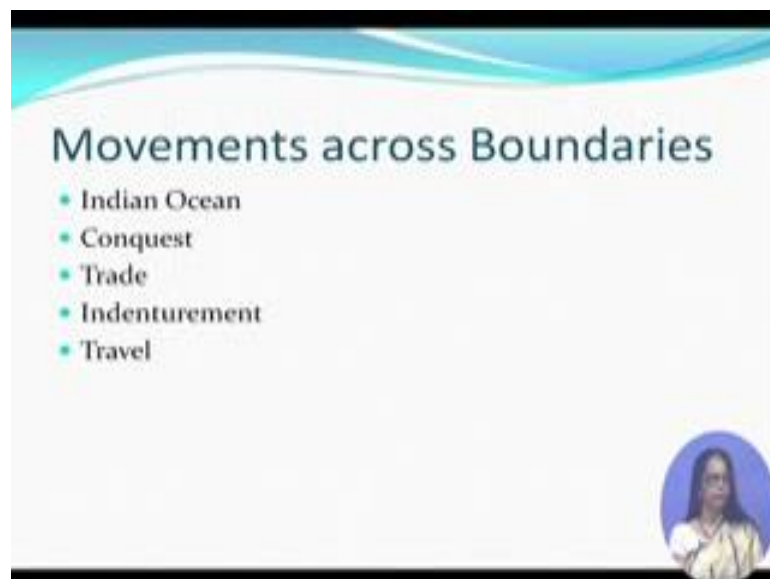 Movements across Boundaries
Indian Ocean
Conquest
Trade
Indenturement
Travel